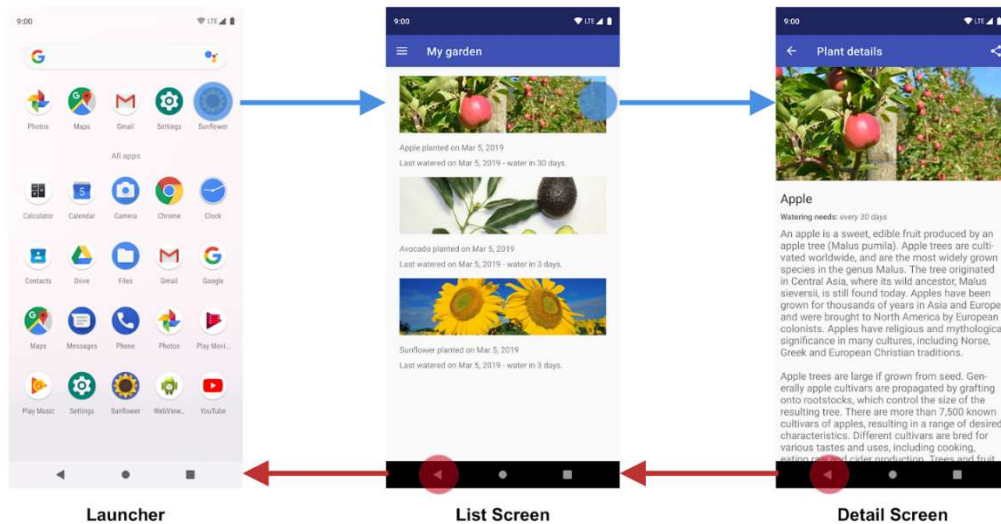 9:00
LTE
Photos Maps Gmail Settings Sunflower
All apps
Calculator Calendar Camera Chrome Clock
5
Contacts Drive Files Gmail Google
Maps Messages Phone Photos Play Movi...
Play Music Settings Sunflower WebView... YouTube
Launcher
9:00
LTE
My garden
Apple planted on Mar 5, 2019
Last watered on Mar 5, 2019 - water in 30 days.
Avocado planted on Mar 5, 2019
Last watered on Mar 5, 2019 - water in 3 days.
Sunflower planted on Mar 5, 2019
Last watered on Mar 5, 2019 - water in 3 days.
List Screen
9:00
LTE
Plant details
Apple
Watering needs: every 30 days
An apple is a sweet, edible fruit produced by an
apple tree (Malus pumila). Apple trees are culti-
vated worldwide, and are the most widely grown
species in the genus Malus. The tree originated
in Central Asia, where its wild ancestor, Malus
sieversii, is still found today. Apples have been
grown for thousands of years in Asia and Europe
and were brought to North America by European
colonists. Apples have religious and mythologica
significance in many cultures, including Norse,
Greek and European Christian traditions.
Apple trees are large if grown from seed. Gen-
erally apple cultivars are propagated by grafting
onto rootstocks, which control the size of the
resulting tree. There are more than 7,500 known
cultivars of apples, resulting in a range of desired
characteristics. Different cultivars are bred for
various tastes and uses, including cooking,
eating raw and cider production. Trees and fruit
Detail Screen